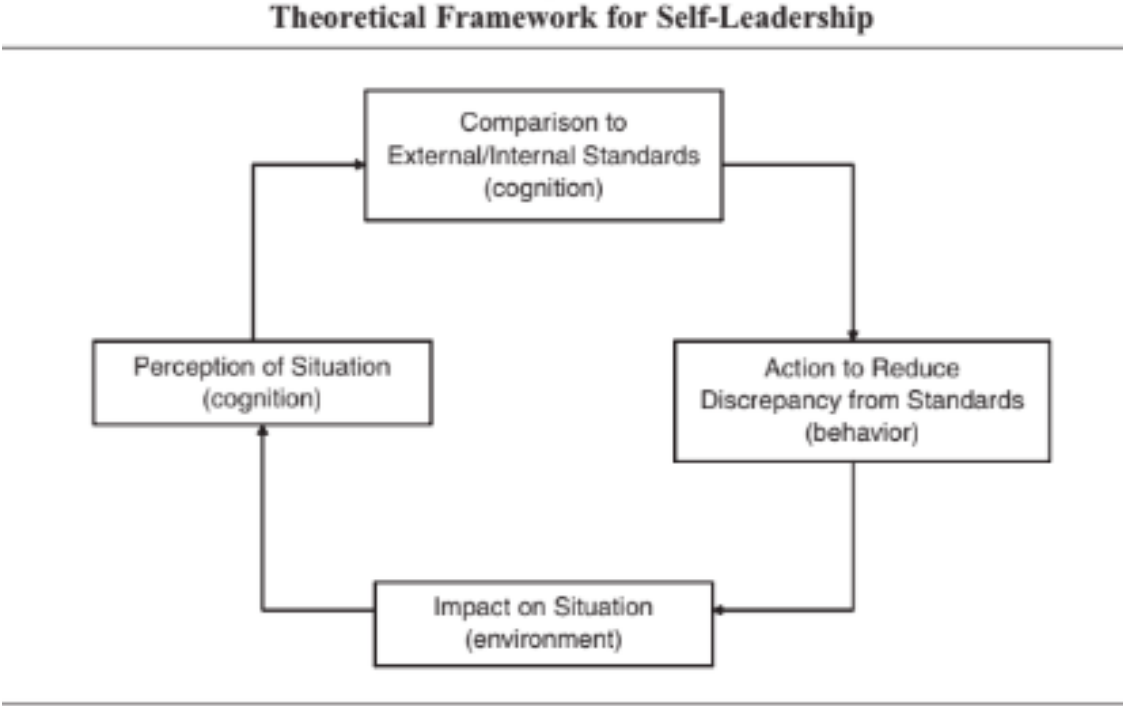 Theoretical Framework for Self-Leadership
Comparison to
External/Internal Standards
(cognition)
Perception of Situation
(cognition)
Action to Reduce
Discrepancy from Standards
(behavior)
Impact on Situation
(environment)